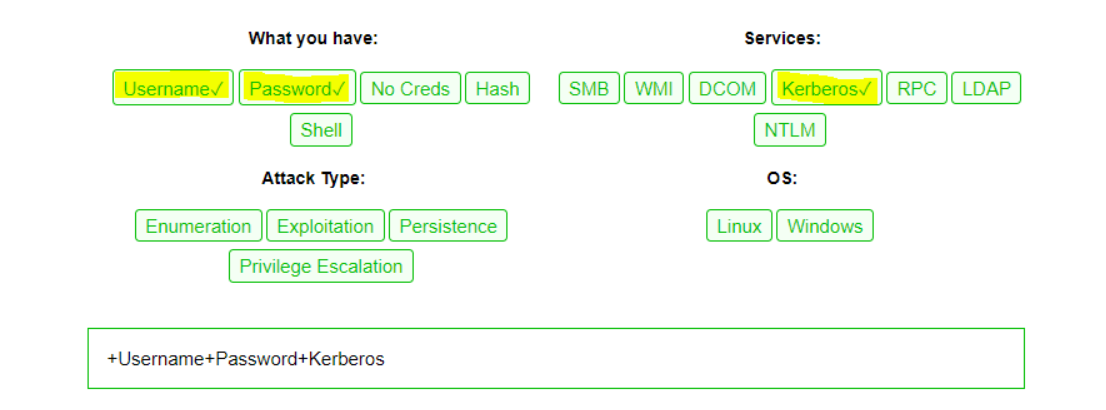 What you have:
Services:
Username✓ Password✓ No Creds Hash
SMB WMI DCOM Kerberos✓ RPC LDAP
Shell
NTLM
Attack Type:
OS:
Enumeration Exploitation Persistence
Linux Windows
Privilege Escalation
+Username+Password+Kerberos